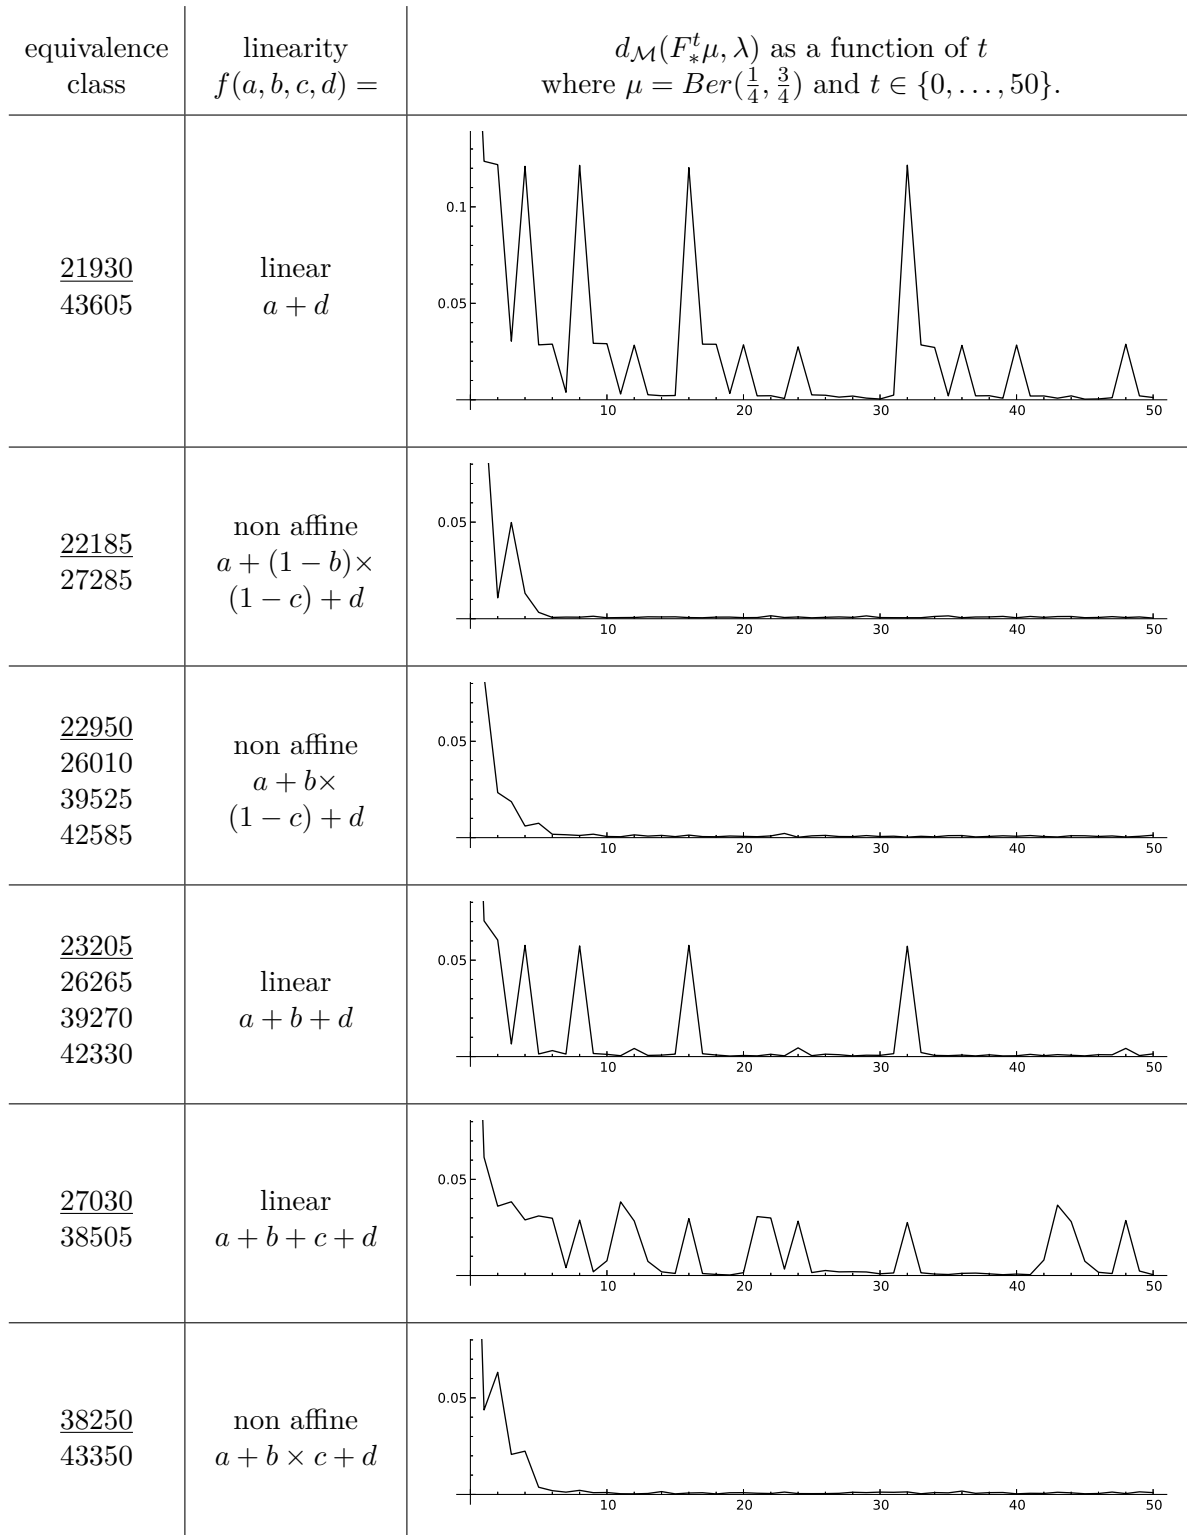 equivalence class
linearity f(a, b, c, d) =
d_M(F_*^t μ, λ) as a function of t
where μ = Ber(1/4, 3/4) and t ∈ {0, . . . , 50}.
21930
43605
linear
a + d
0.1
0.05
10 20 30 40 50
22185
27285
non affine
a + (1 − b)×
(1 − c) + d
0.05
10 20 30 40 50
22950
26010
39525
42585
non affine
a + b×
(1 − c) + d
0.05
10 20 30 40 50
23205
26265
39270
42330
linear
a + b + d
0.05
10 20 30 40 50
27030
38505
linear
a + b + c + d
0.05
10 20 30 40 50
38250
43350
non affine
a + b × c + d
0.05
10 20 30 40 50